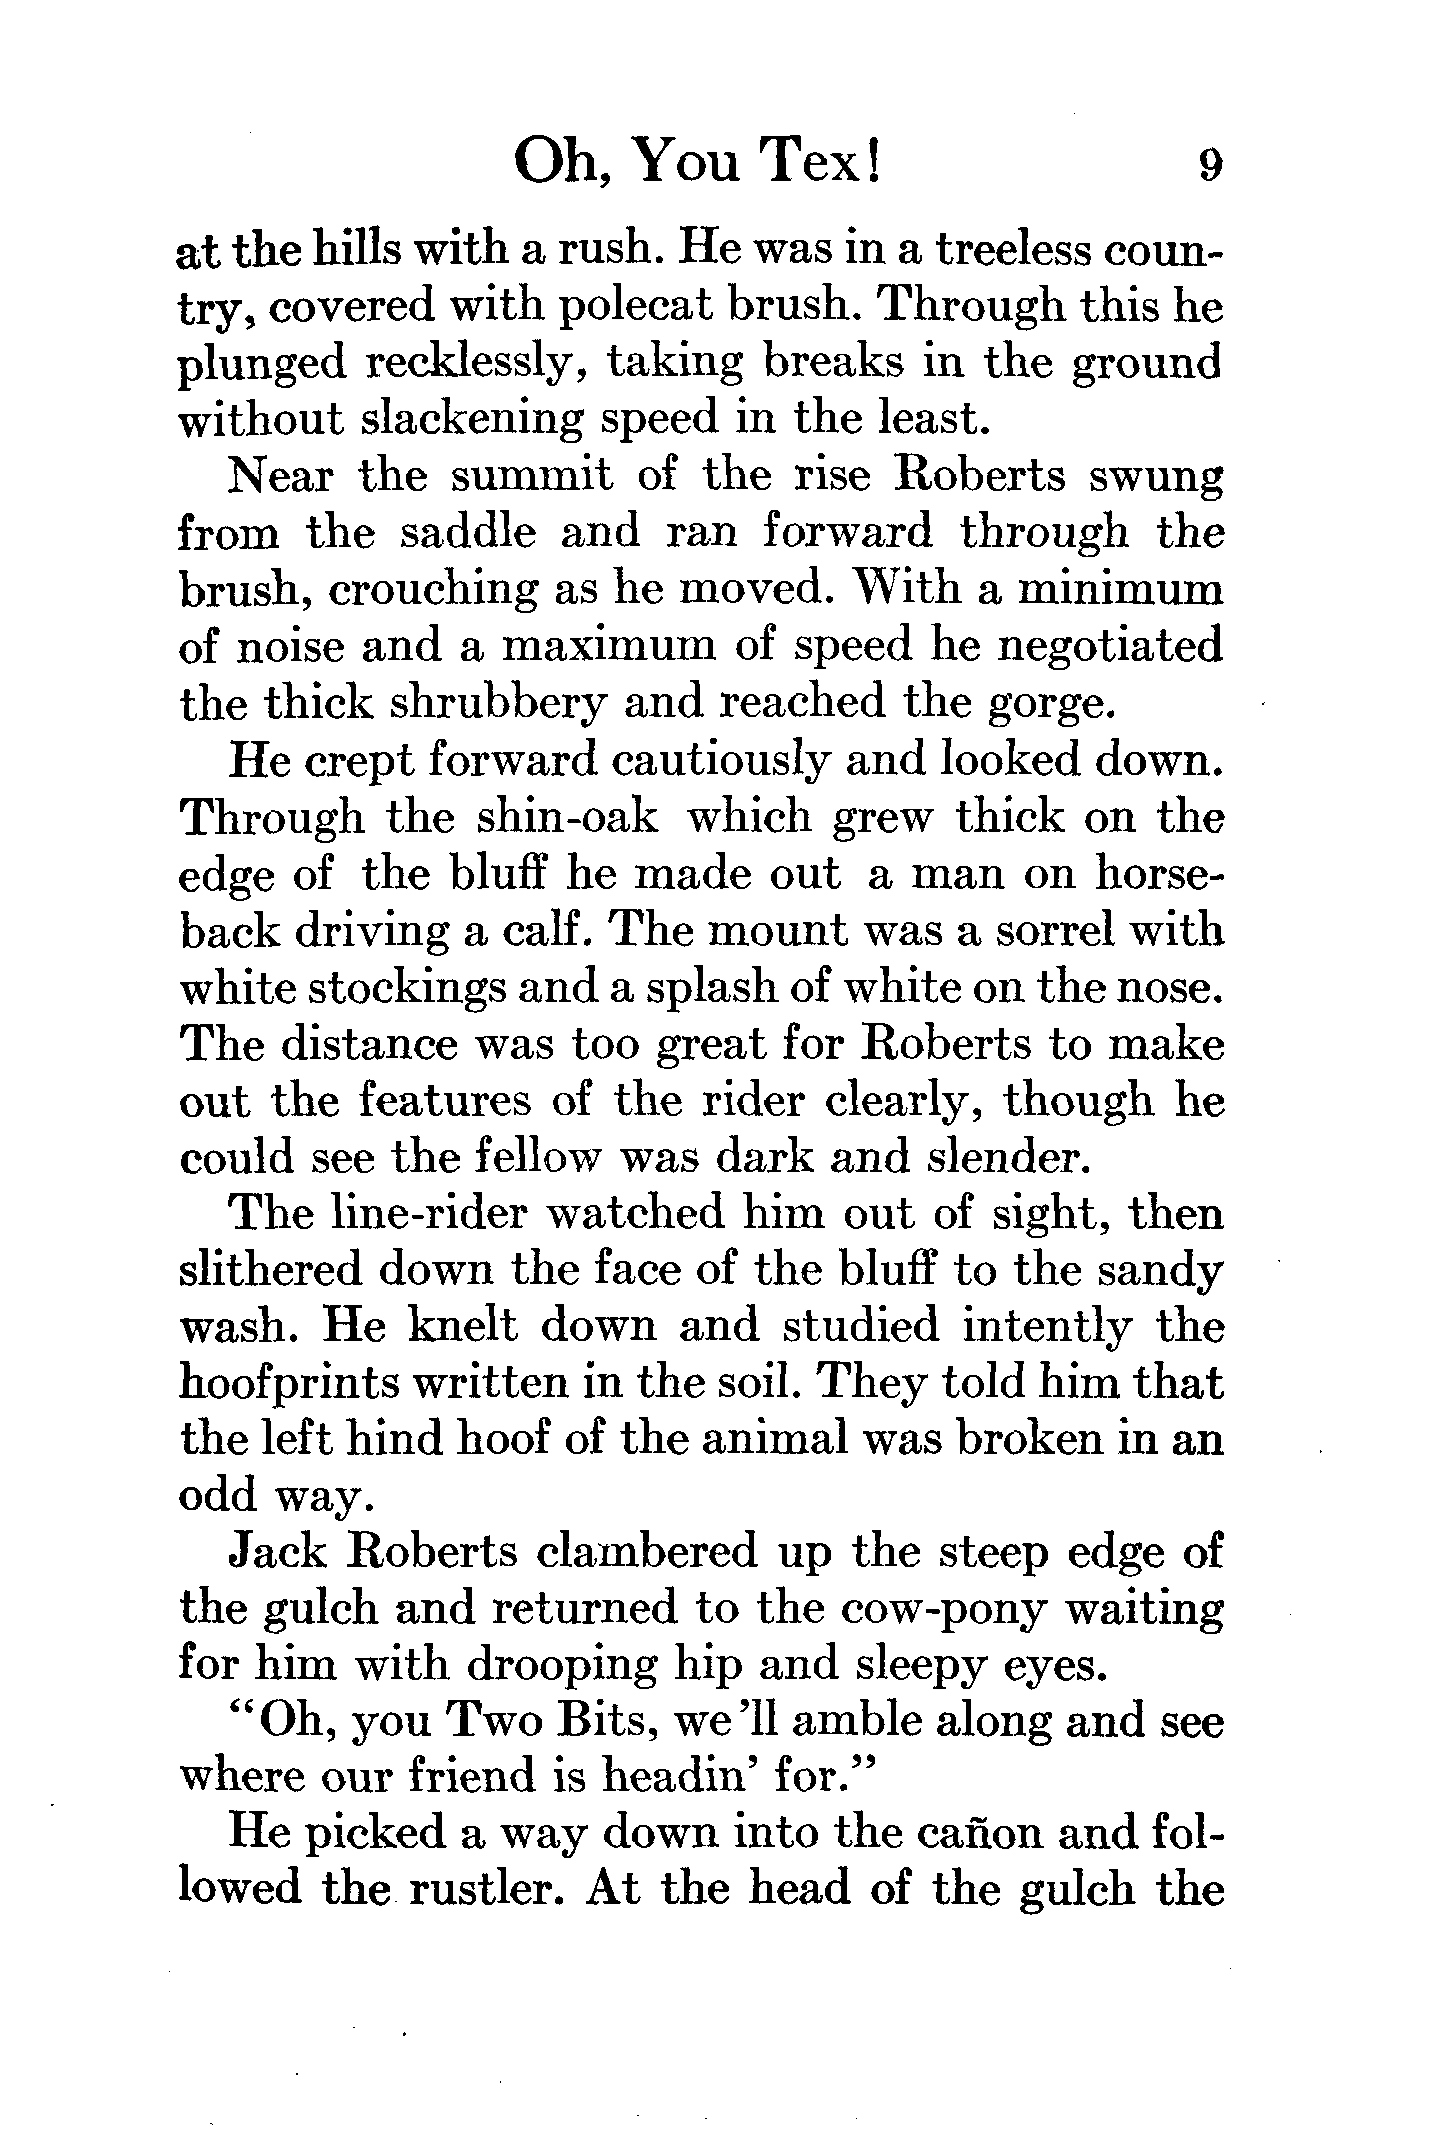 Oh, You Tex! 9
at the hills with a rush. He was in a treeless coun-
try, covered with polecat brush. Through this he
plunged recklessly, taking breaks in the ground
without slackening speed in the least.
Near the summit of the rise Roberts swung
from the saddle and ran forward through the
brush, crouching as he moved. With a minimum
of noise and a maximum of speed he negotiated
the thick shrubbery and reached the gorge.
He crept forward cautiously and looked down.
Through the shin-oak which grew thick on the
edge of the bluff he made out a man on horse-
back driving a calf. The mount was a sorrel with
white stockings and a splash of white on the nose.
The distance was too great for Roberts to make
out the features of the rider clearly, though he
could see the fellow was dark and slender.
The line-rider watched him out of sight, then
slithered down the face of the bluff to the sandy
wash. He knelt down and studied intently the
hoofprints written in the soil. They told him that
the left hind hoof of the animal was broken in an
odd way.
Jack Roberts clambered up the steep edge of
the gulch and returned to the cow-pony waiting
for him with drooping hip and sleepy eyes.
“Oh, you Two Bits, we’ll amble along and see
where our friend is headin’ for.”
He picked a way down into the cañon and fol-
lowed the rustler. At the head of the gulch the